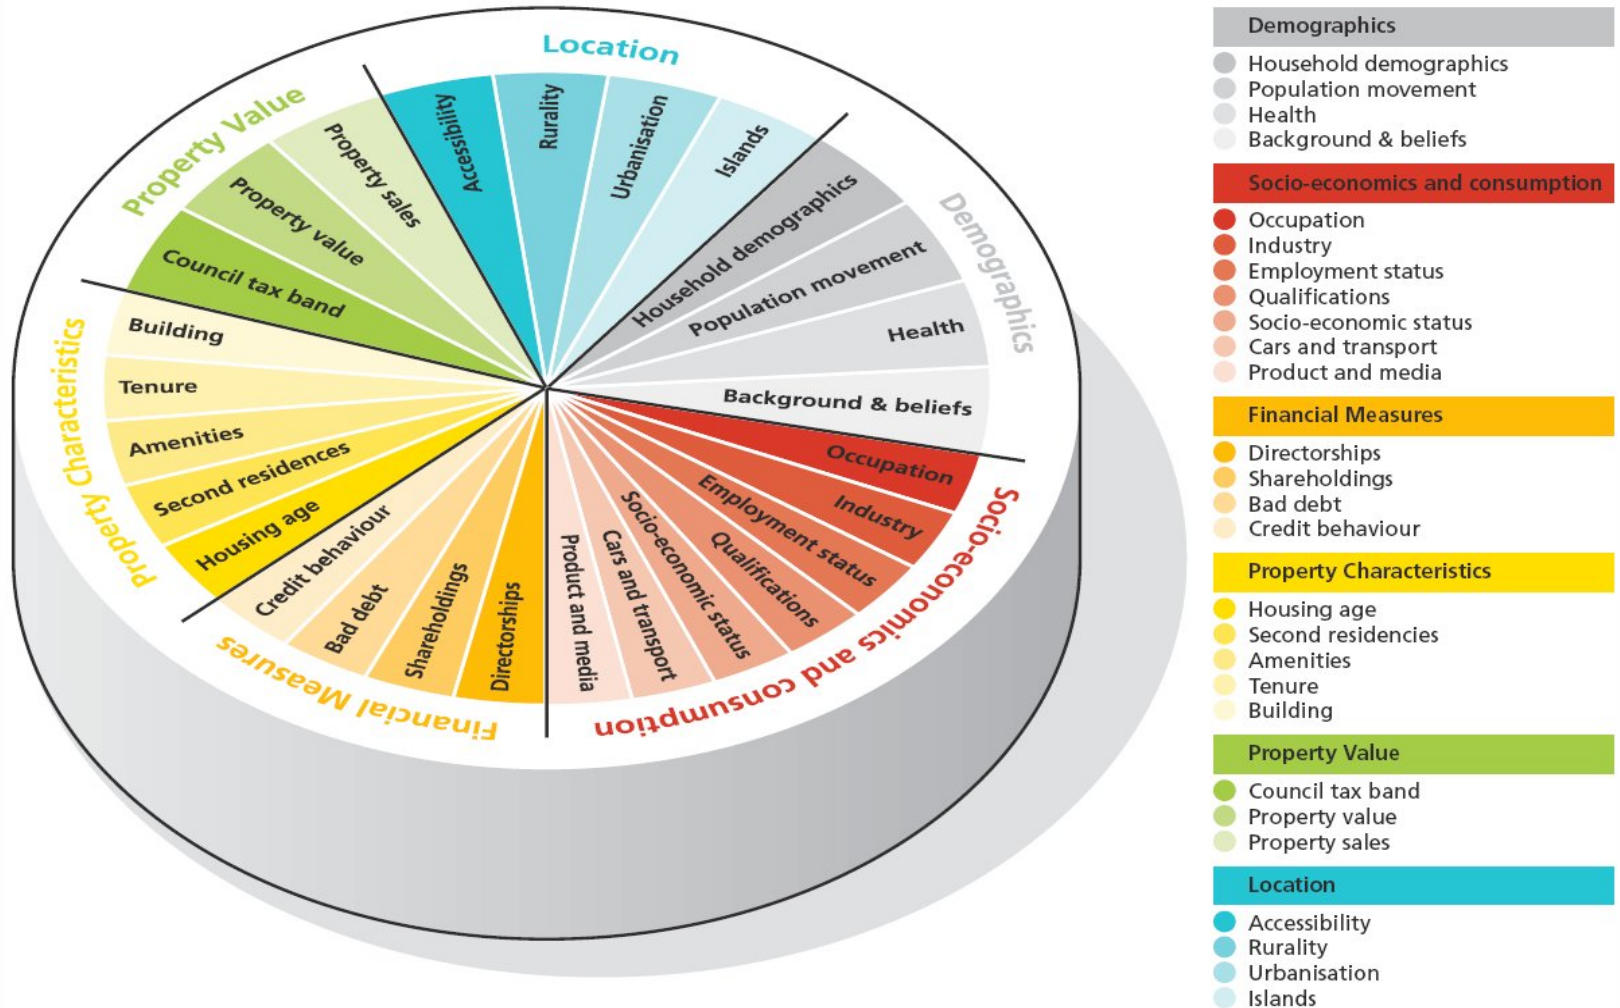 Location
Accessibility
Rurality
Urbanisation
Islands
Demographics
Household demographics
Population movement
Health
Background & beliefs
Socio-economics and consumption
Occupation
Industry
Employment status
Qualifications
Socio-economic status
Cars and transport
Product and media
Financial Measures
Directorships
Shareholdings
Bad debt
Credit behaviour
Property Characteristics
Housing age
Second residences
Amenities
Tenure
Building
Property Value
Council tax band
Property value
Property sales
Demographics
Household demographics
Population movement
Health
Background & beliefs
Socio-economics and consumption
Occupation
Industry
Employment status
Qualifications
Socio-economic status
Cars and transport
Product and media
Financial Measures
Directorships
Shareholdings
Bad debt
Credit behaviour
Property Characteristics
Housing age
Second residencies
Amenities
Tenure
Building
Property Value
Council tax band
Property value
Property sales
Location
Accessibility
Rurality
Urbanisation
Islands